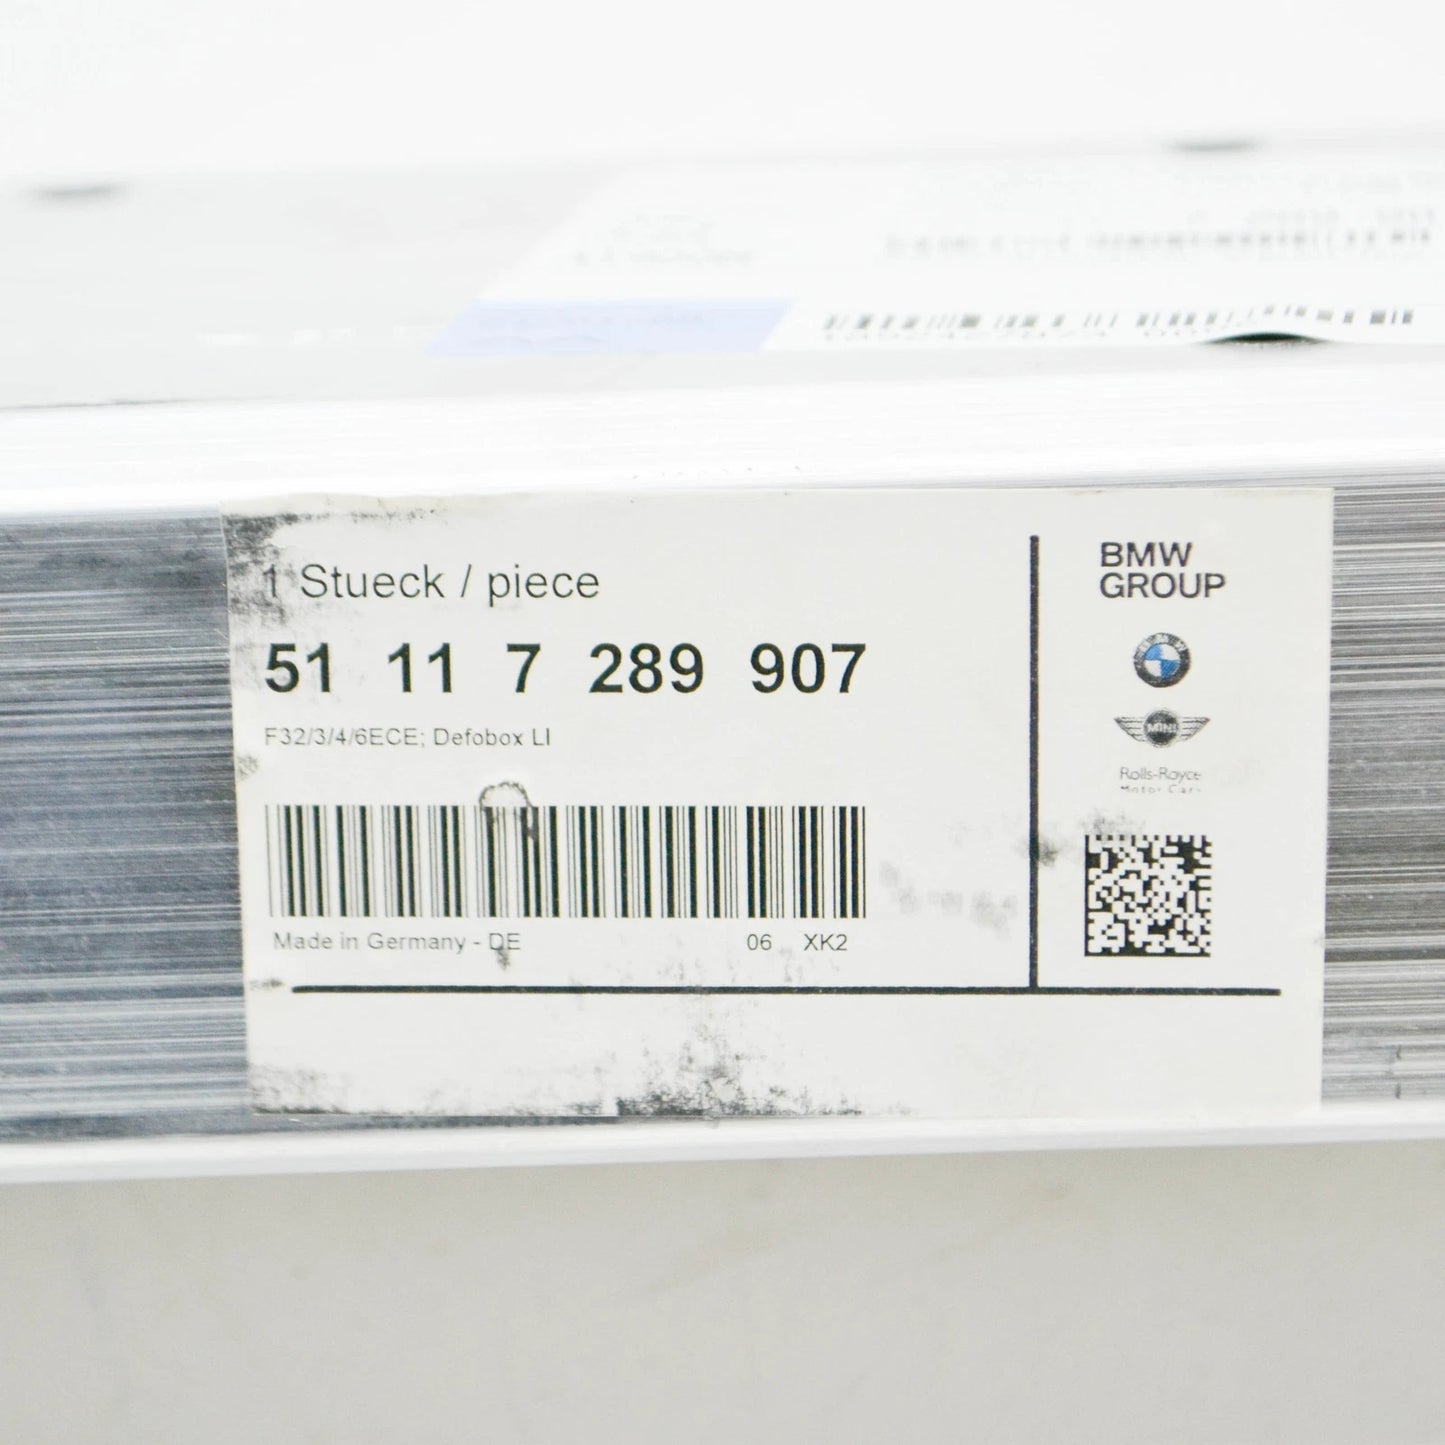 1 Stueck / piece
51 11 7 289 907
F32/3/4/6ECE; Defobox LI
Made in Germany - DE 06 XK2
BMW
GROUP
MINI
Rolls-Royce
Motor Cars